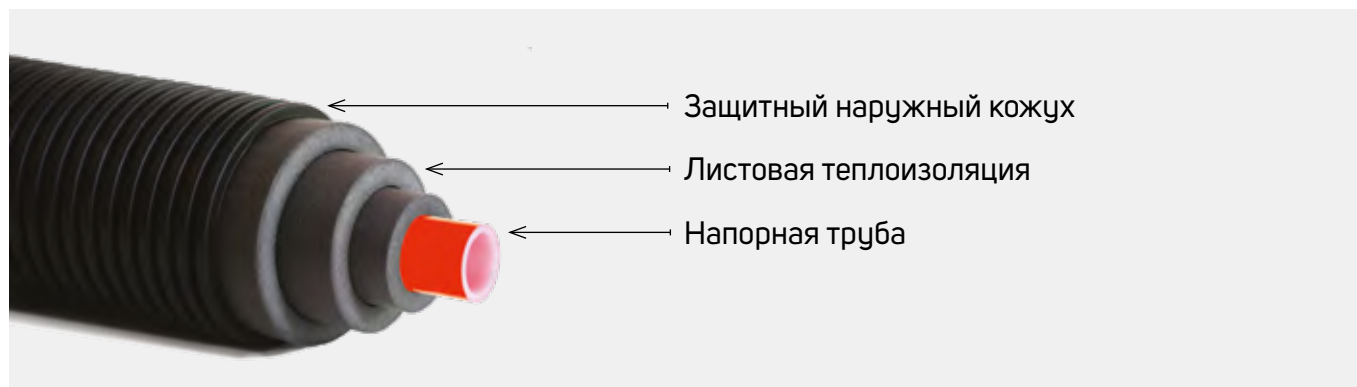 Защитный наружный кожух
Листовая теплоизоляция
Напорная труба